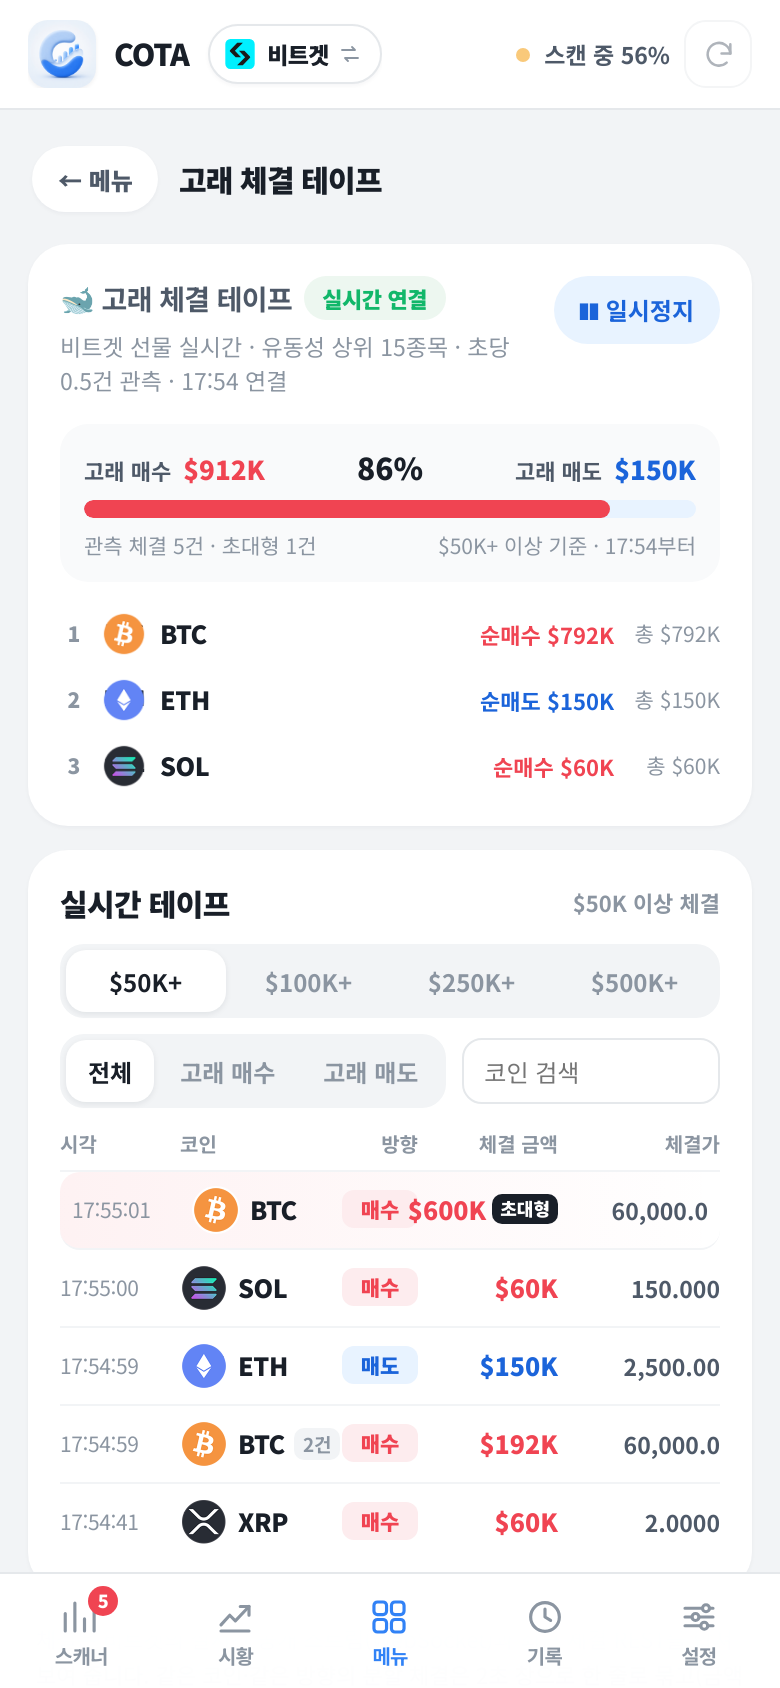 COTA 비트겟 스캔 중 56%
← 메뉴 고래 체결 테이프
고래 체결 테이프 실시간 연결 일시정지
비트겟 선물 실시간 · 유동성 상위 15종목 · 초당
0.5건 관측 · 17:54 연결
고래 매수 $912K 86% 고래 매도 $150K
관측 체결 5건 · 초대형 1건 $50K+ 이상 기준 · 17:54부터
1 BTC 순매수 $792K 총 $792K
2 ETH 순매도 $150K 총 $150K
3 SOL 순매수 $60K 총 $60K
실시간 테이프 $50K 이상 체결
$50K+ $100K+ $250K+ $500K+
전체 고래 매수 고래 매도 코인 검색
시각 코인 방향 체결 금액 체결가
17:55:01 BTC 매수 $600K 초대형 60,000.0
17:55:00 SOL 매수 $60K 150.000
17:54:59 ETH 매도 $150K 2,500.00
17:54:59 BTC 2건 매수 $192K 60,000.0
17:54:41 XRP 매수 $60K 2.0000
5
스캐너 시황 메뉴 기록 설정